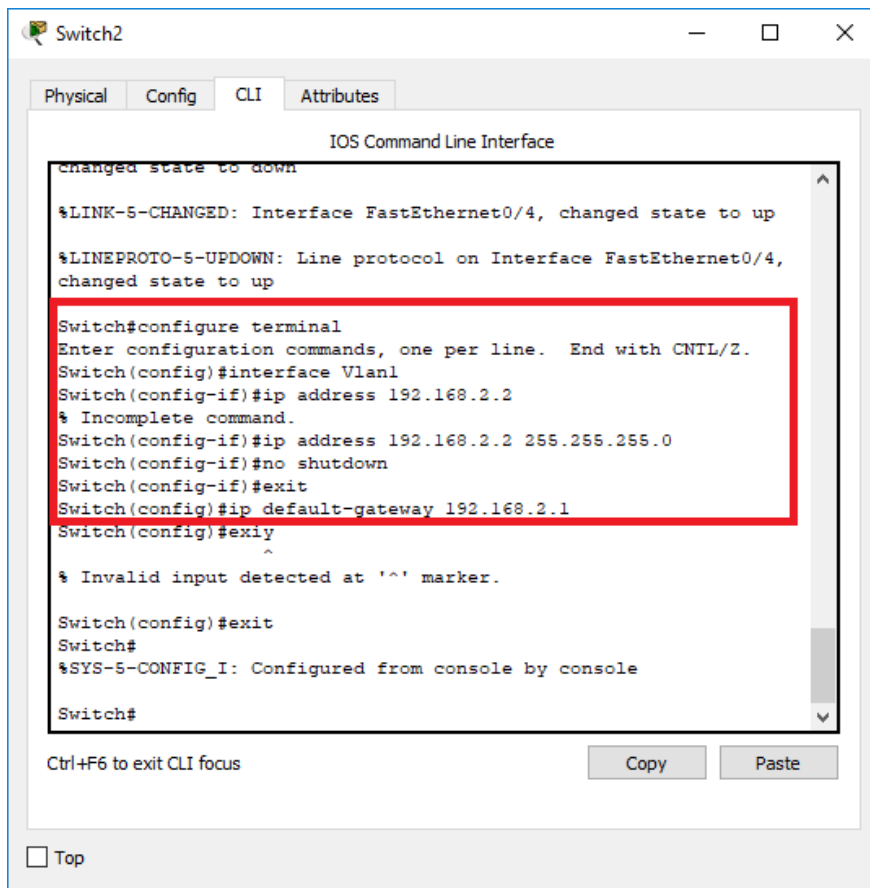 Switch2
Physical Config CLI Attributes
IOS Command Line Interface
changed state to down
%LINK-5-CHANGED: Interface FastEthernet0/4, changed state to up
%LINEPROTO-5-UPDOWN: Line protocol on Interface FastEthernet0/4,
changed state to up
Switch#configure terminal
Enter configuration commands, one per line.  End with CNTL/Z.
Switch(config)#interface Vlan1
Switch(config-if)#ip address 192.168.2.2
% Incomplete command.
Switch(config-if)#ip address 192.168.2.2 255.255.255.0
Switch(config-if)#no shutdown
Switch(config-if)#exit
Switch(config)#ip default-gateway 192.168.2.1
Switch(config)#exiy
^
% Invalid input detected at '^' marker.
Switch(config)#exit
Switch#
%SYS-5-CONFIG_I: Configured from console by console
Switch#
Ctrl+F6 to exit CLI focus Copy Paste
Top